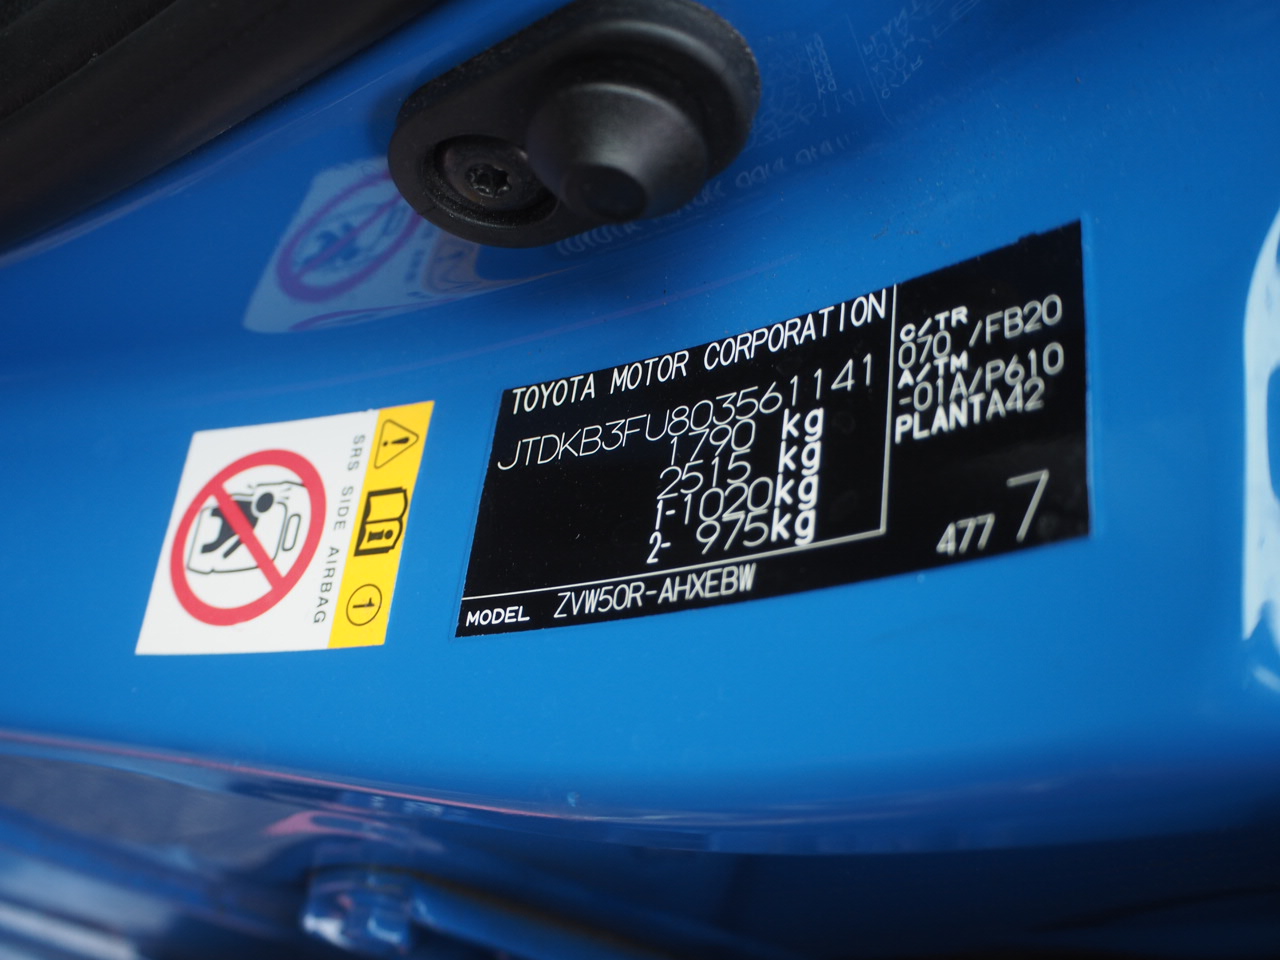 TOYOTA MOTOR CORPORATION
JTDKB3FU803561141
1790 kg
2515 kg
1-1020kg
2- 975kg
MODEL ZVW50R-AHXEBW
C/TR
070 /FB20
A/TM
-01A/P610
PLANTA42
477 7
SRS SIDE AIRBAG
i
1